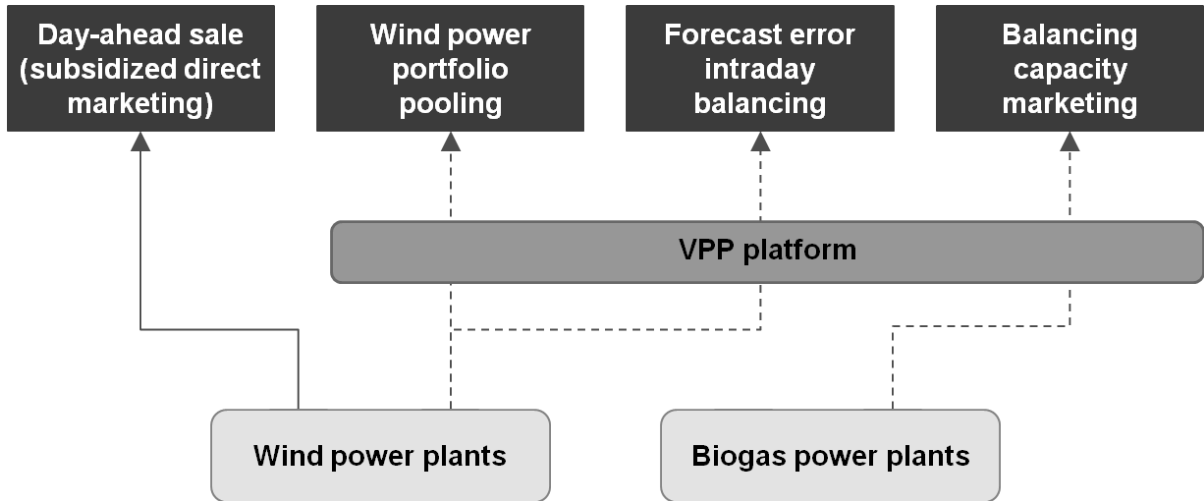 Day-ahead sale
(subsidized direct
marketing)
Wind power
portfolio
pooling
Forecast error
intraday
balancing
Balancing
capacity
marketing
VPP platform
Wind power plants
Biogas power plants